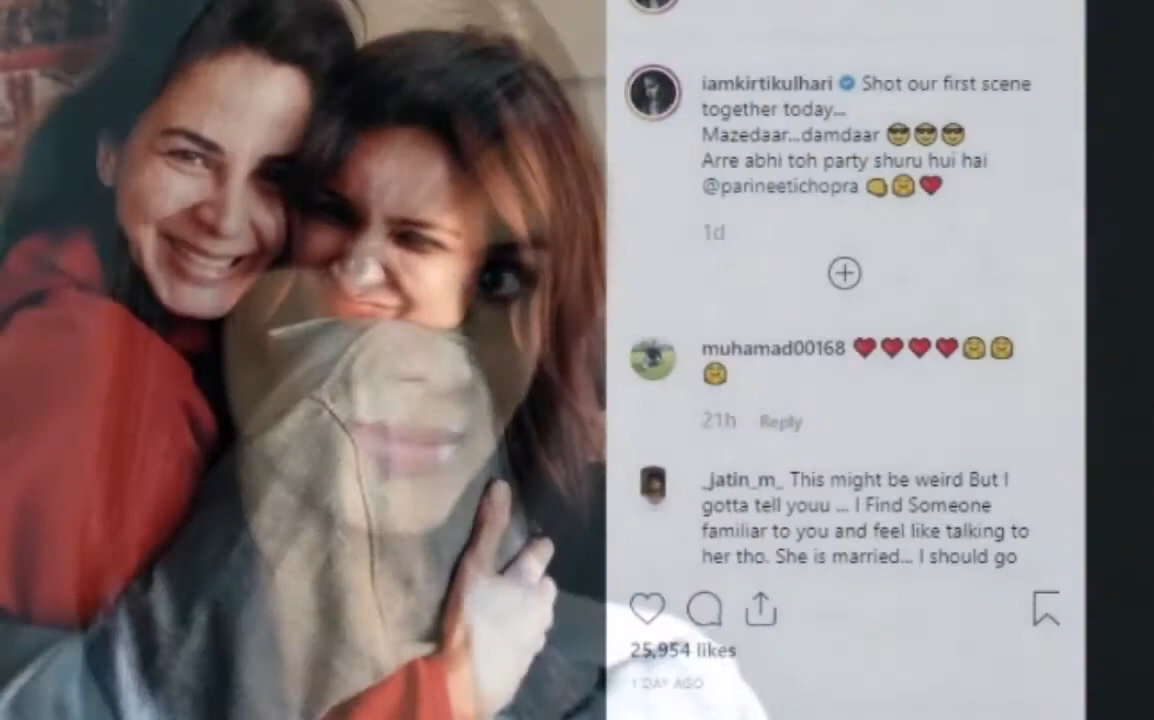 iamkirtikulhari Shot our first scene
together today...
Mazedaar...damdaar 😎😎😎
Arre abhi toh party shuru hui hai
@parineetichopra 👊🤗❤️
1d
muhamad00168 ❤️❤️❤️❤️🤗🤗
🤗
21h Reply
_jatin_m_ This might be weird But I
gotta tell youu ... I Find Someone
familiar to you and feel like talking to
her tho. She is married... I should go
25,954 likes
1 DAY AGO